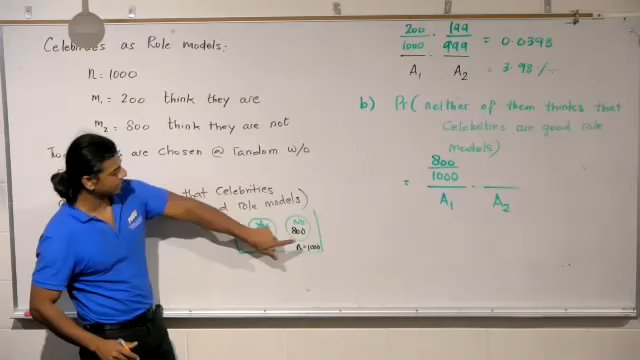 Celebrities as Role models:
n = 1000
m₁ = 200 think they are
m₂ = 800 think they are not
are chosen @ random w/o
that Celebrities
role models)
NO
800
n = 1000
200/1000 · 199/999 = 0.0398
A₁ A₂ = 3.98 %
b) Pr( neither of them thinks that
Celebrities are good role
models)
= 800/1000 ·
A₁ A₂